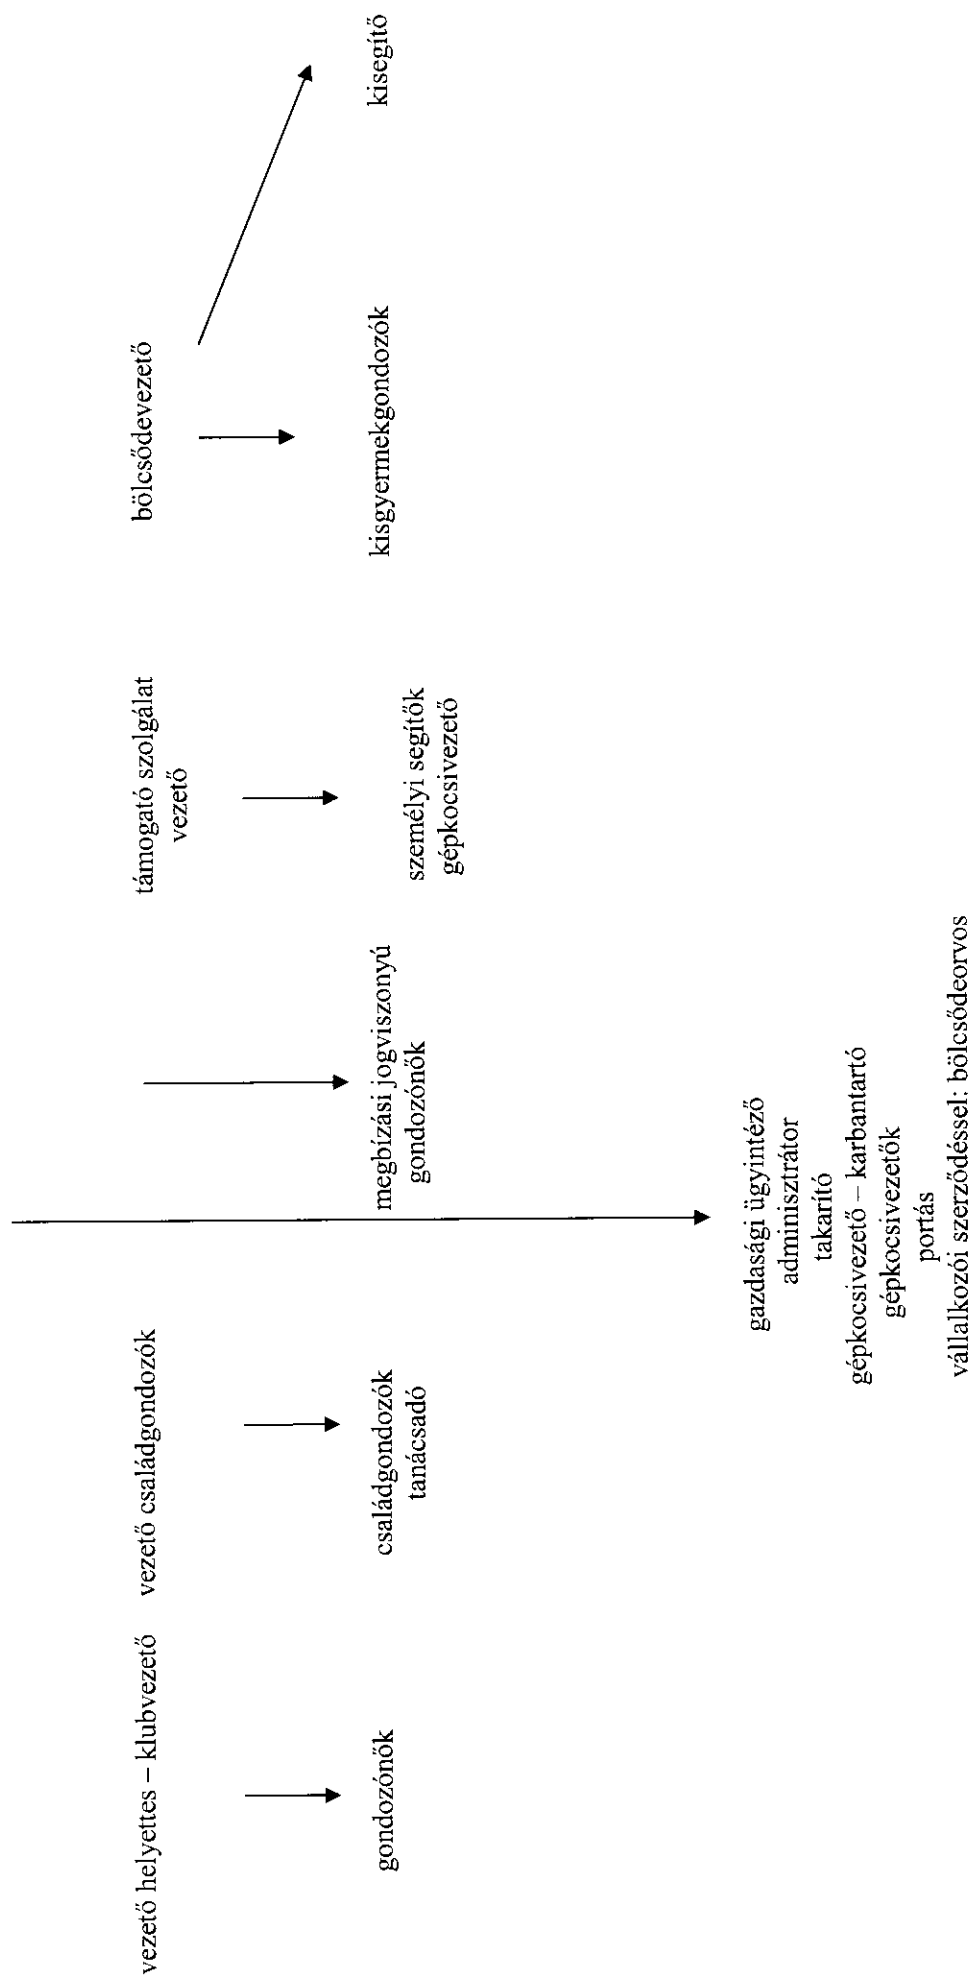 vezető helyettes – klubvezető
vezető családgondozók
támogató szolgálat
vezető
bölcsődevezető
gondozónők
családgondozók
tanácsadó
megbízási jogviszonyú
gondozónők
személyi segítők
gépkocsivezető
kisgyermekgondozók
kisegítő
gazdasági ügyintéző
adminisztrátor
takarító
gépkocsivezető – karbantartó
gépkocsivezetők
portás
vállalkozói szerződéssel: bölcsődeorvos